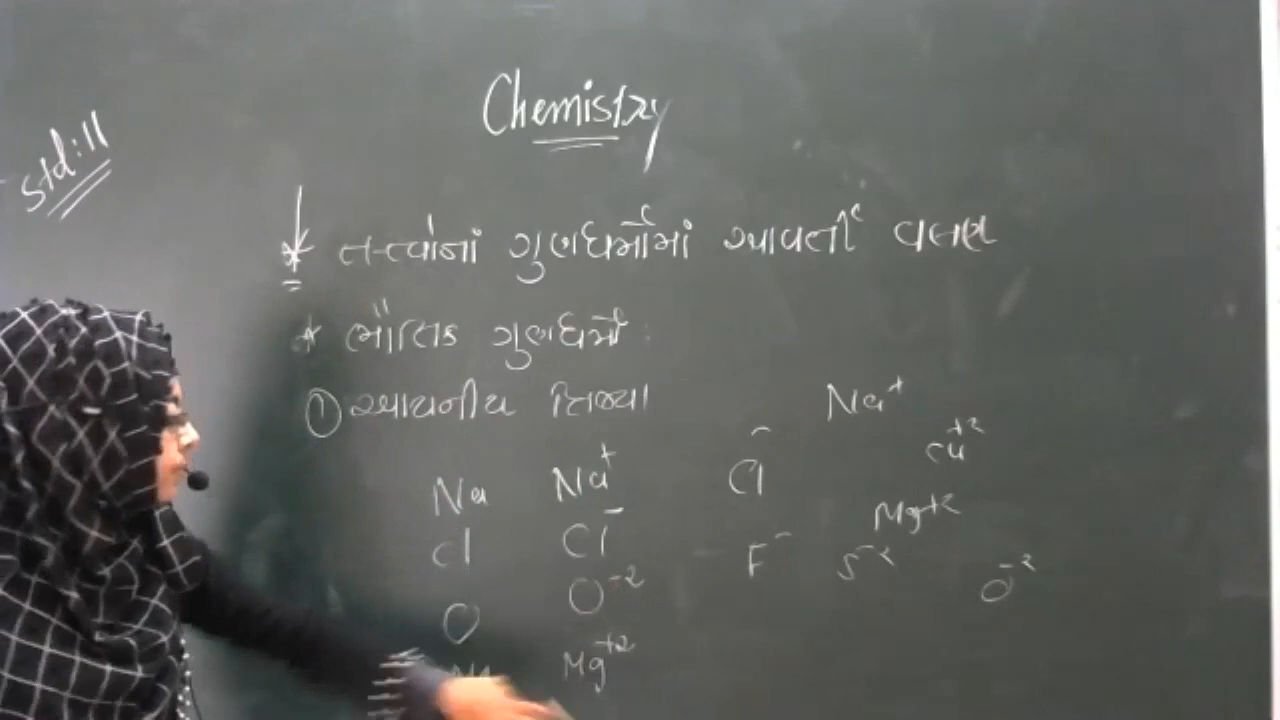 Chemistry
Std:11
* તત્વોનાં ગુણધર્મોમાં આવર્તી વલણ
* ભૌતિક ગુણધર્મો :
① આયનીય ત્રિજ્યા
Na⁺
Na Na⁺ Cl⁻ Cu⁺²
Cl Cl⁻ Mg⁺²
F⁻ S⁻² O⁻²
O O⁻²
Mg Mg⁺²